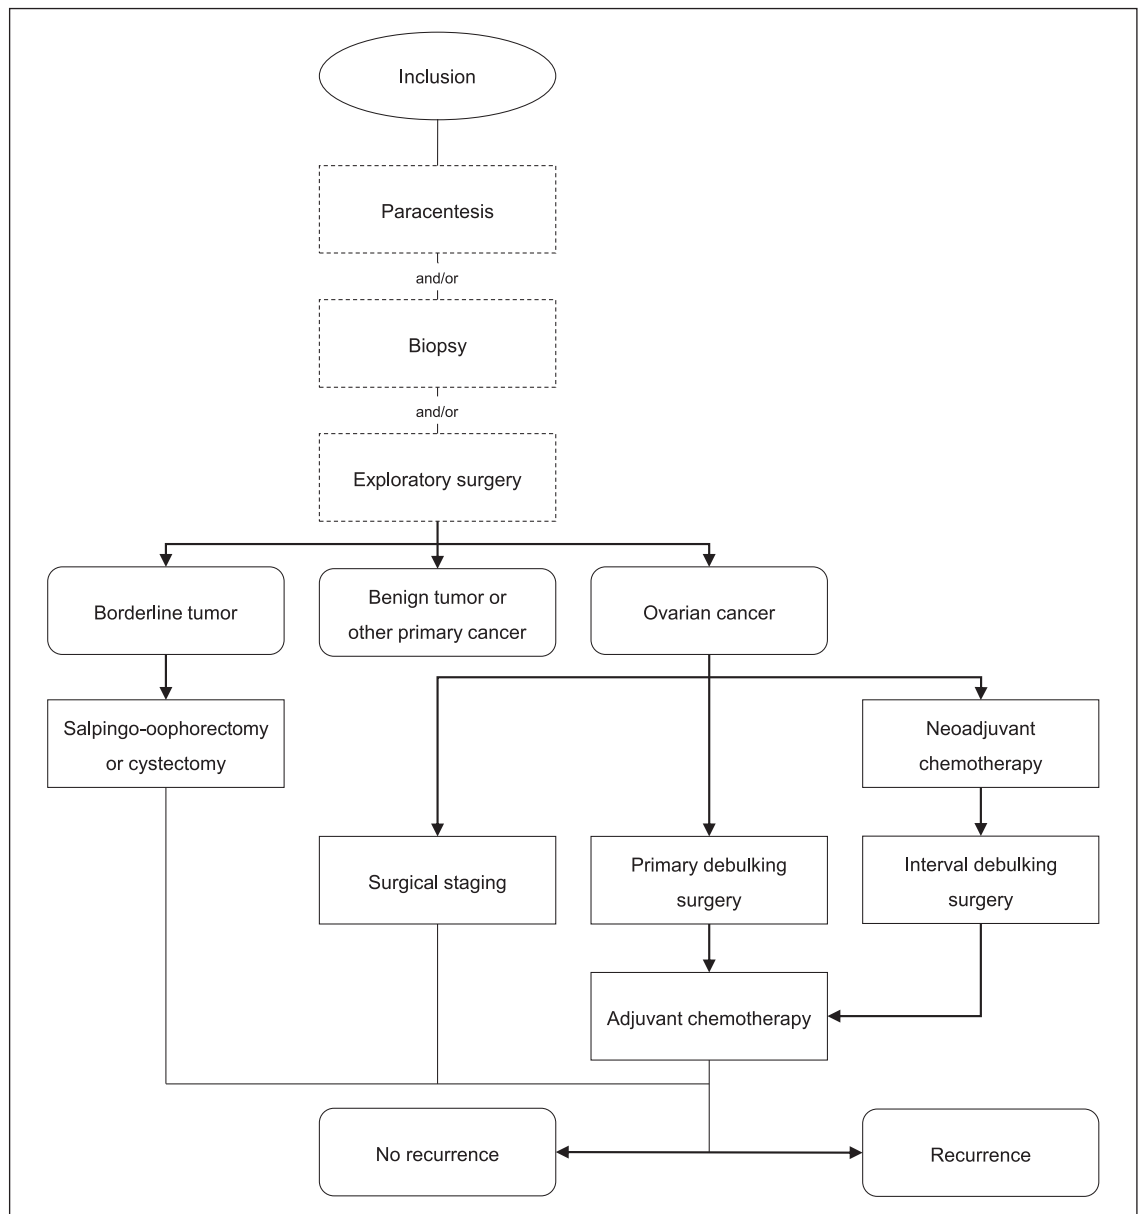 Inclusion
Paracentesis
and/or
Biopsy
and/or
Exploratory surgery
Borderline tumor
Benign tumor or
other primary cancer
Ovarian cancer
Salpingo-oophorectomy
or cystectomy
Neoadjuvant
chemotherapy
Surgical staging
Primary debulking
surgery
Interval debulking
surgery
Adjuvant chemotherapy
No recurrence
Recurrence